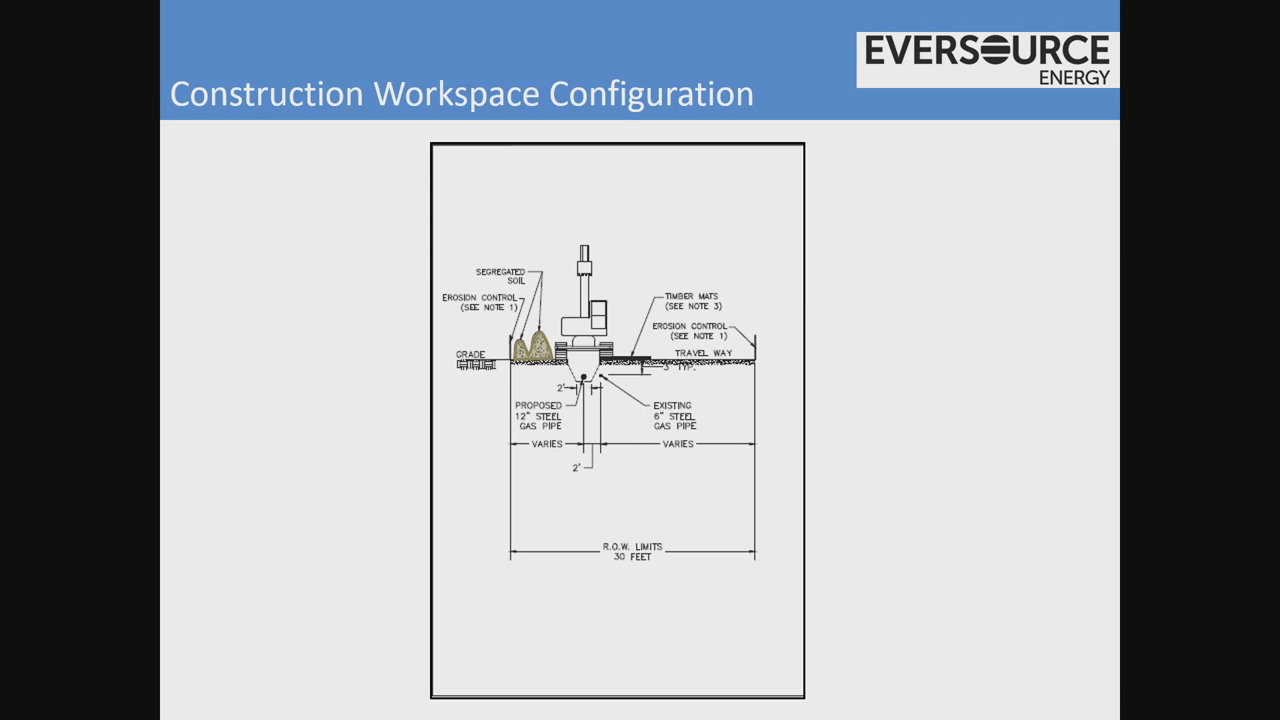 EVERSOURCE
ENERGY
Construction Workspace Configuration
SEGREGATED
SOIL
EROSION CONTROL
(SEE NOTE 1)
TIMBER MATS
(SEE NOTE 3)
EROSION CONTROL
(SEE NOTE 1)
GRADE
TRAVEL WAY
3' TYP.
2'
PROPOSED
12" STEEL
GAS PIPE
EXISTING
6" STEEL
GAS PIPE
VARIES
VARIES
2'
R.O.W. LIMITS
30 FEET